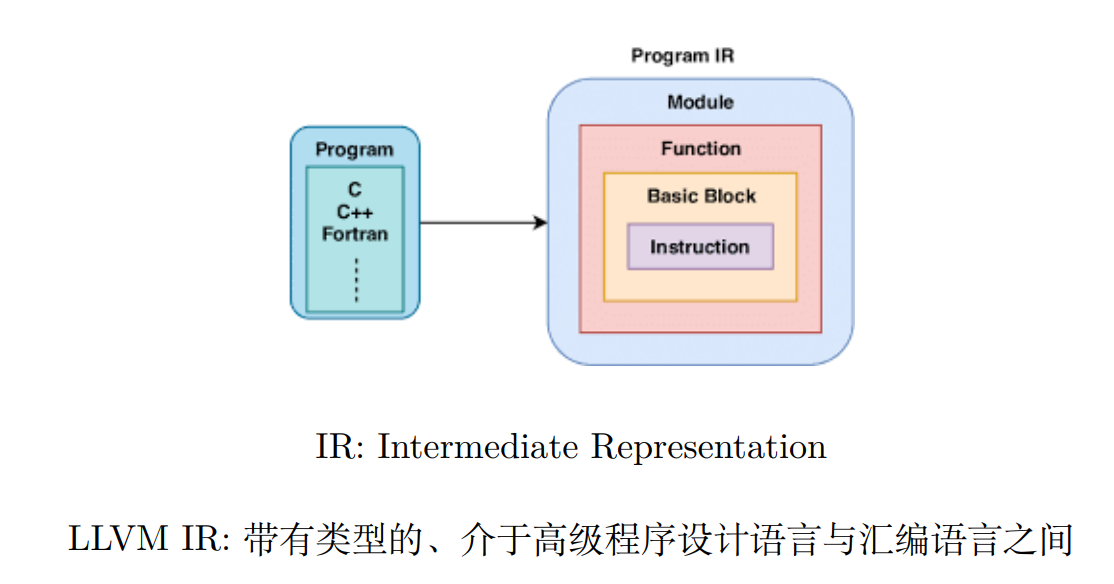 Program IR
Module
Program
Function
C
Basic Block
C++
Fortran
Instruction
IR: Intermediate Representation
LLVM IR: 带有类型的、介于高级程序设计语言与汇编语言之间